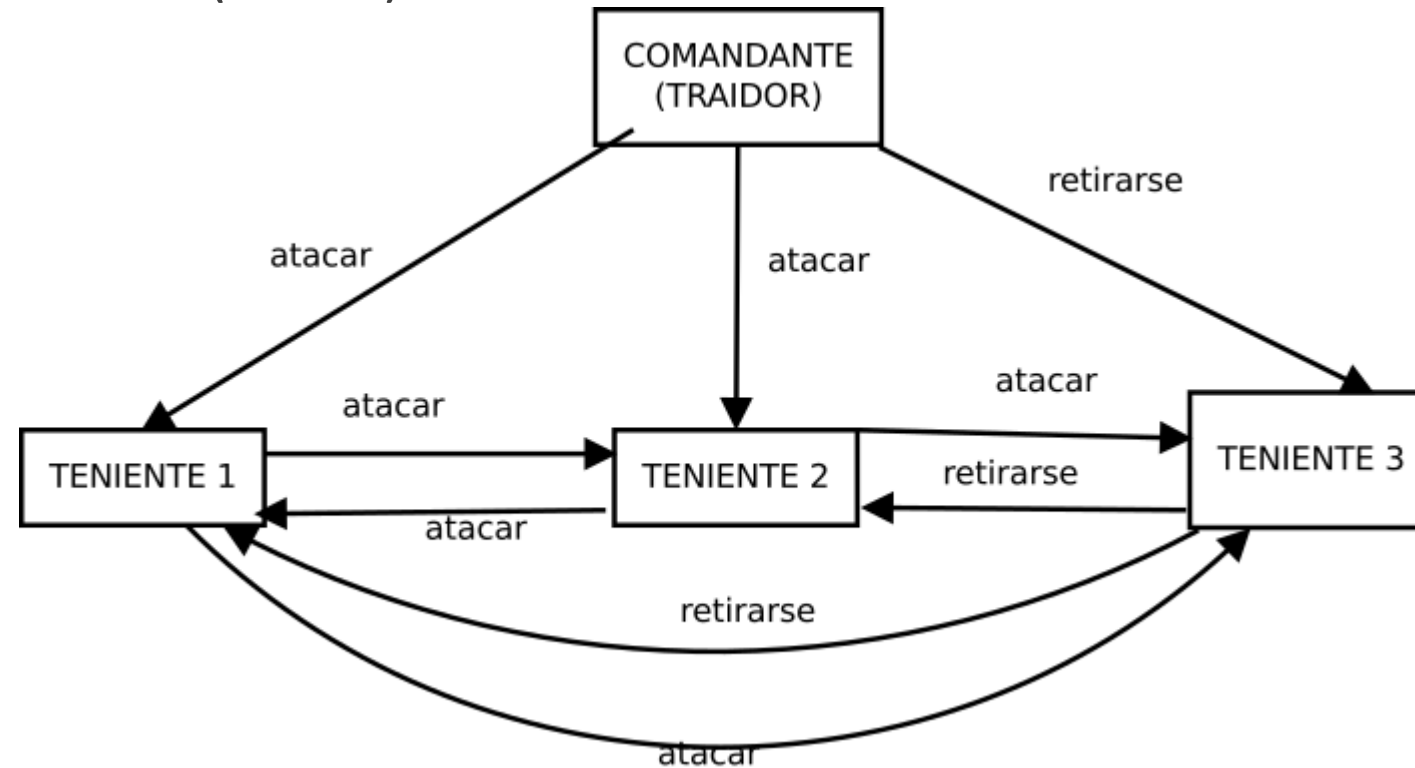 COMANDANTE
(TRAIDOR)
retirarse
atacar
atacar
atacar
atacar
TENIENTE 1
TENIENTE 2
retirarse
TENIENTE 3
atacar
retirarse
atacar